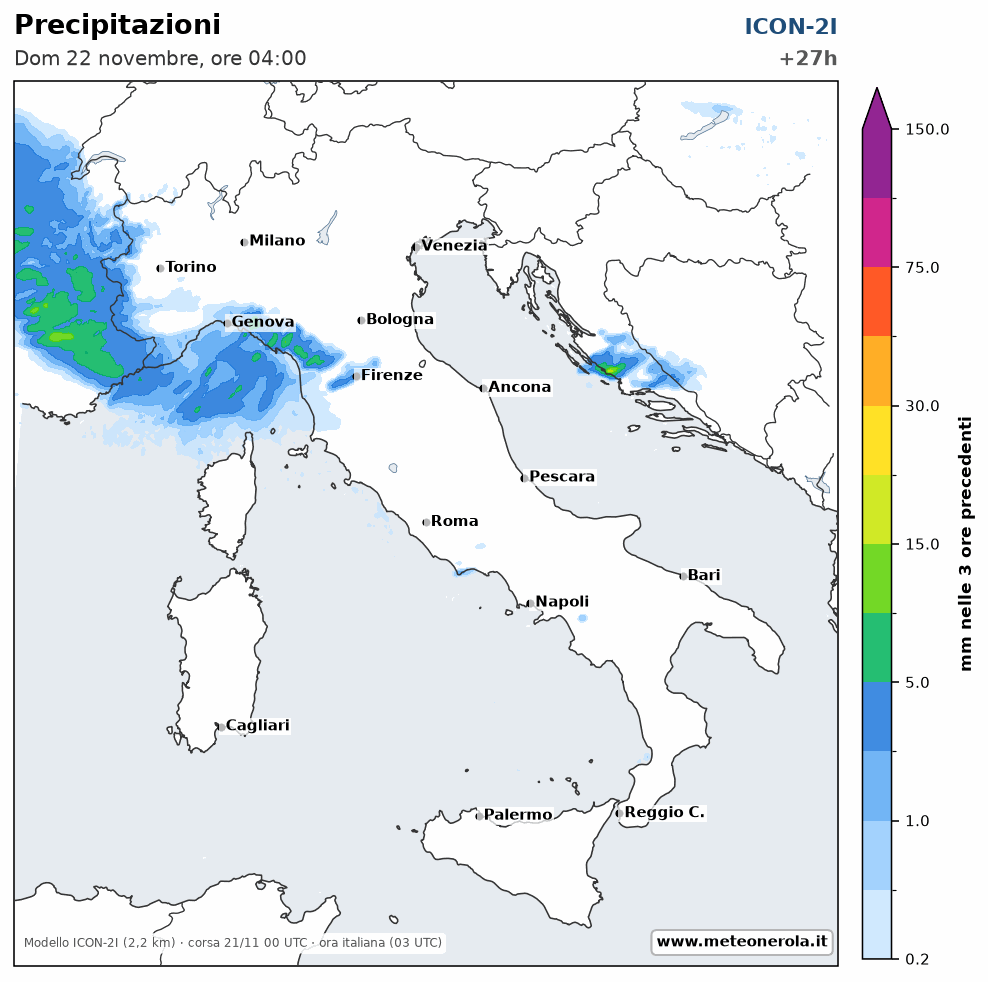 Precipitazioni
ICON-2I
Dom 22 novembre, ore 04:00
+27h
150.0
75.0
30.0
15.0
5.0
1.0
0.2
mm nelle 3 ore precedenti
Milano
Venezia
Torino
Genova
Bologna
Firenze
Ancona
Pescara
Roma
Bari
Napoli
Cagliari
Palermo
Reggio C.
Modello ICON-2I (2,2 km) · corsa 21/11 00 UTC · ora italiana (03 UTC)
www.meteonerola.it